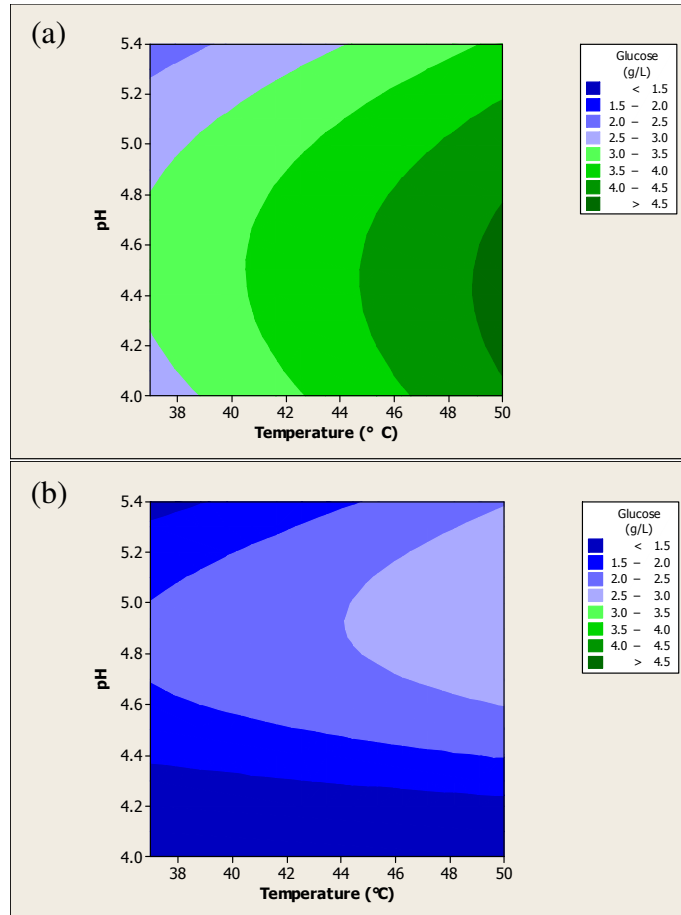 (a)
5.4
5.2
5.0
4.8
4.6
4.4
4.2
4.0
pH
38 40 42 44 46 48 50
Temperature (° C)
Glucose
(g/L)
< 1.5
1.5 – 2.0
2.0 – 2.5
2.5 – 3.0
3.0 – 3.5
3.5 – 4.0
4.0 – 4.5
> 4.5
(b)
5.4
5.2
5.0
4.8
4.6
4.4
4.2
4.0
pH
38 40 42 44 46 48 50
Temperature (°C)
Glucose
(g/L)
< 1.5
1.5 – 2.0
2.0 – 2.5
2.5 – 3.0
3.0 – 3.5
3.5 – 4.0
4.0 – 4.5
> 4.5